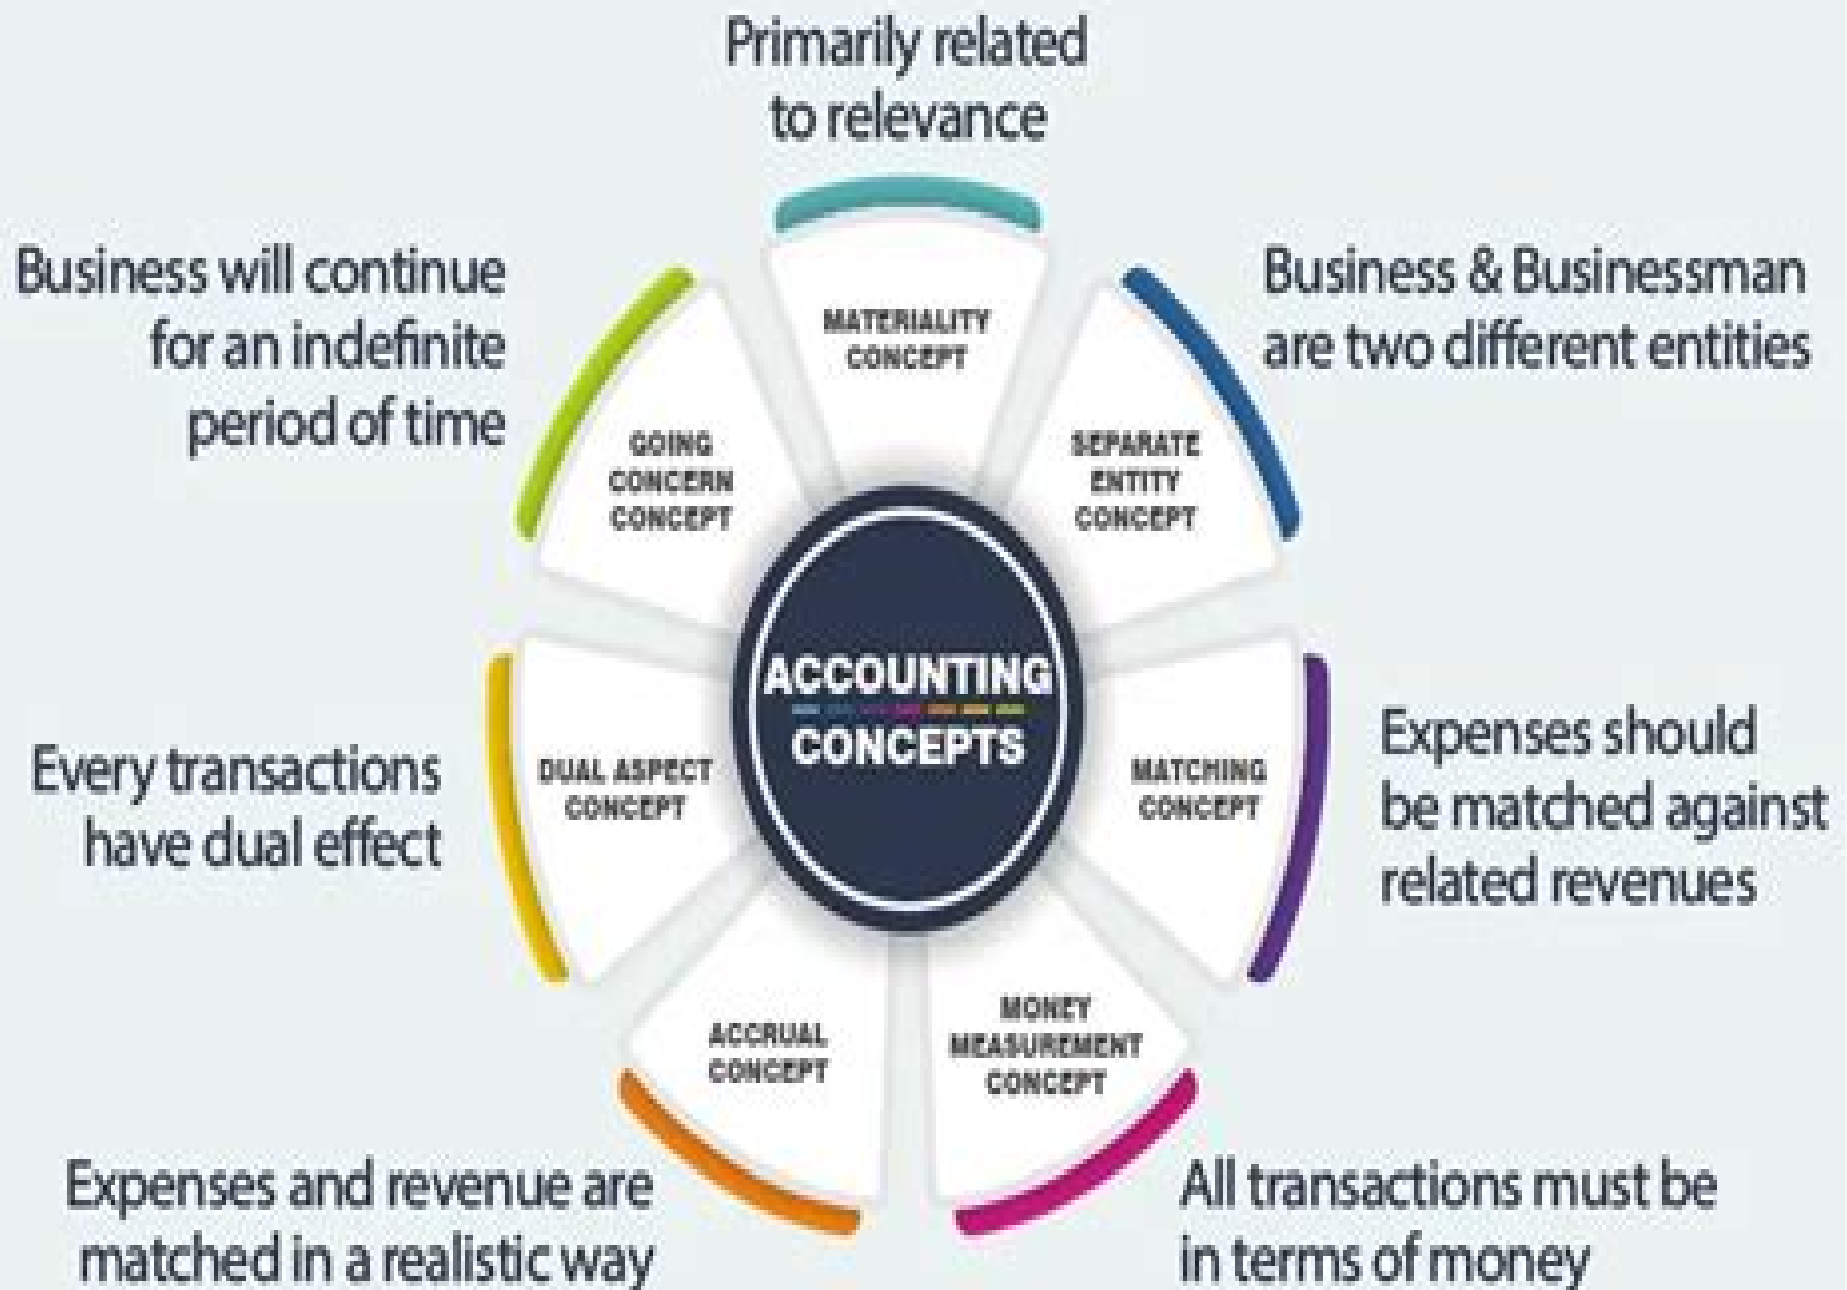 Primarily related
to relevance
MATERIALITY
CONCEPT
Business & Businessman
are two different entities
SEPARATE
ENTITY
CONCEPT
Expenses should
be matched against
related revenues
MATCHING
CONCEPT
All transactions must be
in terms of money
MONEY
MEASUREMENT
CONCEPT
Expenses and revenue are
matched in a realistic way
ACCRUAL
CONCEPT
Every transactions
have dual effect
DUAL ASPECT
CONCEPT
Business will continue
for an indefinite
period of time
GOING
CONCERN
CONCEPT
ACCOUNTING
CONCEPTS